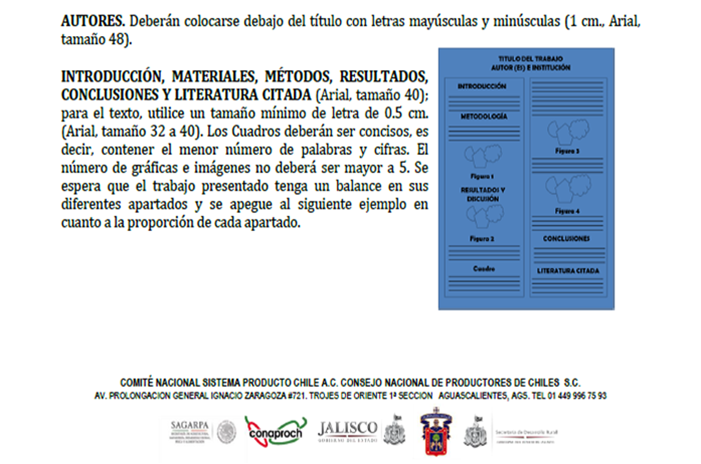 AUTORES. Deberán colocarse debajo del título con letras mayúsculas y minúsculas (1 cm., Arial,
tamaño 48).
INTRODUCCIÓN, MATERIALES, MÉTODOS, RESULTADOS,
CONCLUSIONES Y LITERATURA CITADA (Arial, tamaño 40);
para el texto, utilice un tamaño mínimo de letra de 0.5 cm.
(Arial, tamaño 32 a 40). Los Cuadros deberán ser concisos, es
decir, contener el menor número de palabras y cifras. El
número de gráficas e imágenes no deberá ser mayor a 5. Se
espera que el trabajo presentado tenga un balance en sus
diferentes apartados y se apegue al siguiente ejemplo en
cuanto a la proporción de cada apartado.
TITULO DEL TRABAJO
AUTOR (ES) E INSTITUCIÓN
INTRODUCCIÓN
METODOLOGÍA
Figura 1
RESULTADOS Y
DISCUSIÓN
Figura 2
Cuadro
Figura 3
Figura 4
CONCLUSIONES
LITERATURA CITADA
COMITÉ NACIONAL SISTEMA PRODUCTO CHILE A.C. CONSEJO NACIONAL DE PRODUCTORES DE CHILES S.C.
AV. PROLONGACION GENERAL IGNACIO ZARAGOZA #721. TROJES DE ORIENTE 1ª SECCION AGUASCALIENTES, AGS. TEL 01 449 996 75 93
SAGARPA
conaproch
JALISCO
GOBIERNO DEL ESTADO
Secretaría de Desarrollo Rural